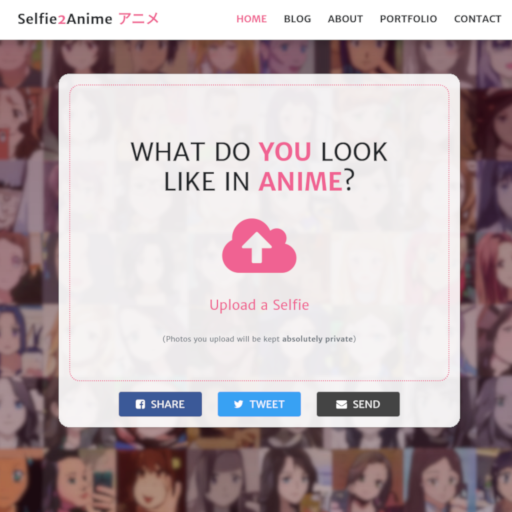 Selfie2Anime アニメ
HOME BLOG ABOUT PORTFOLIO CONTACT
WHAT DO YOU LOOK
LIKE IN ANIME?
Upload a Selfie
(Photos you upload will be kept absolutely private)
SHARE TWEET SEND